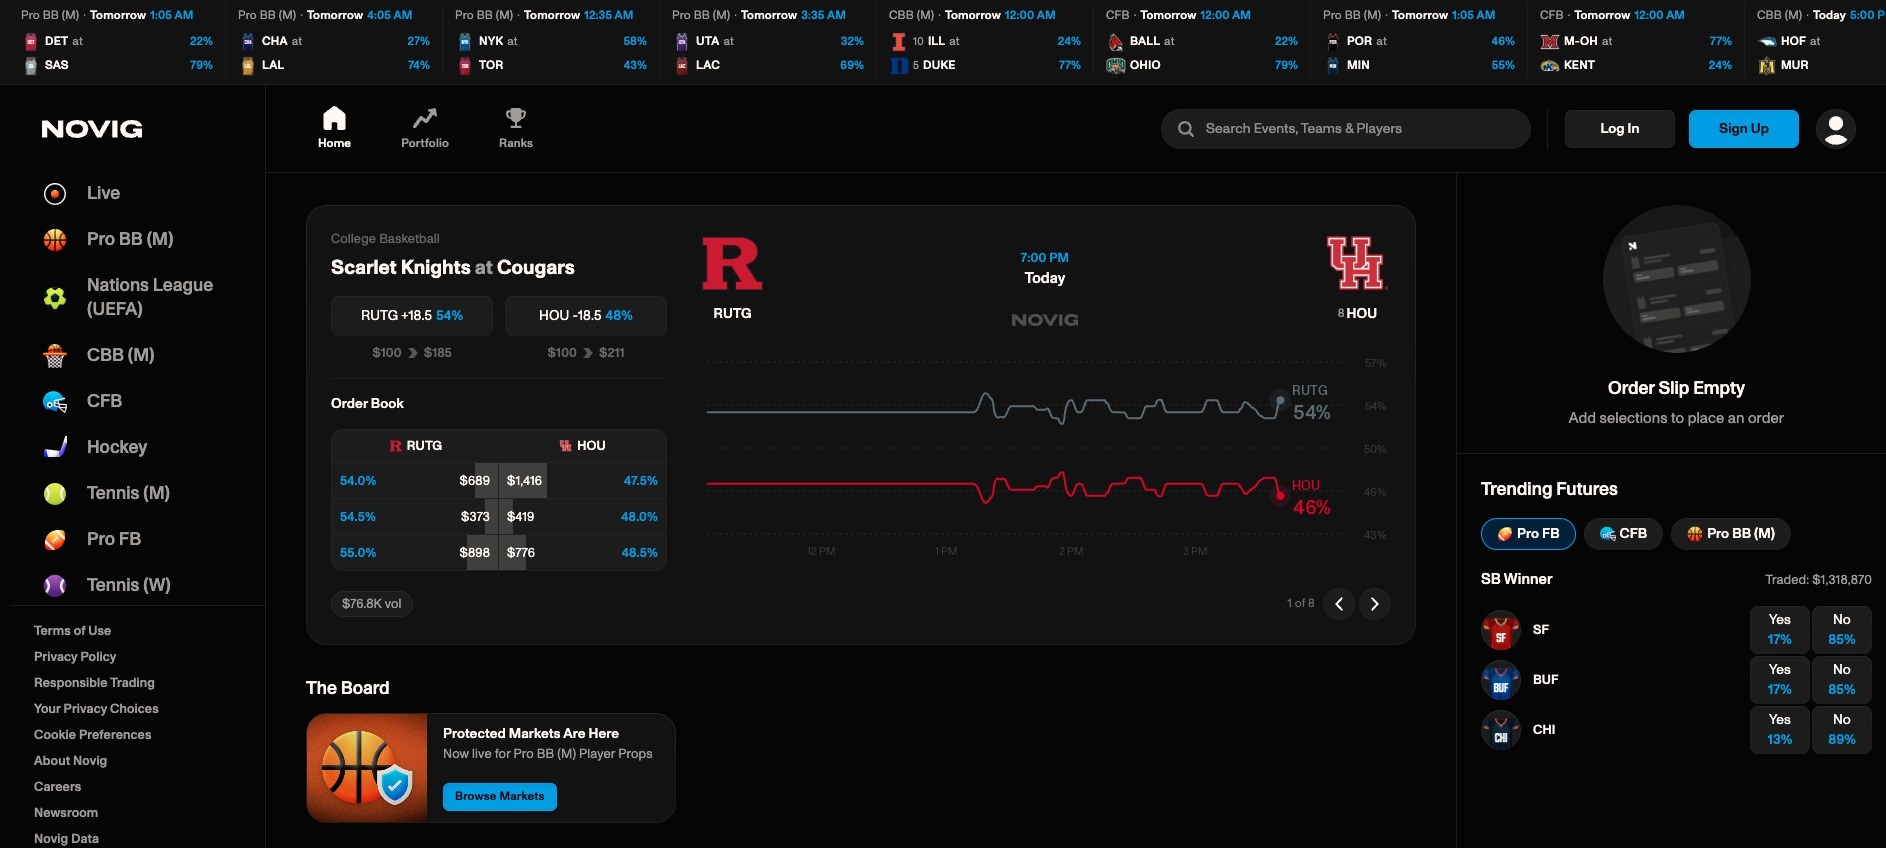 Pro BB (M) · Tomorrow 1:05 AM
DET at 22%
SAS 79%
Pro BB (M) · Tomorrow 4:05 AM
CHA at 27%
LAL 74%
Pro BB (M) · Tomorrow 12:35 AM
NYK at 58%
TOR 43%
Pro BB (M) · Tomorrow 3:35 AM
UTA at 32%
LAC 69%
CBB (M) · Tomorrow 12:00 AM
10 ILL at 24%
5 DUKE 77%
CFB · Tomorrow 12:00 AM
BALL at 22%
OHIO 79%
Pro BB (M) · Tomorrow 1:05 AM
POR at 46%
MIN 55%
CFB · Tomorrow 12:00 AM
M-OH at 77%
KENT 24%
CBB (M) · Today 5:00 P
HOF at
MUR
NOVIG
Home
Portfolio
Ranks
Search Events, Teams & Players
Log In
Sign Up
Live
Pro BB (M)
Nations League
(UEFA)
CBB (M)
CFB
Hockey
Tennis (M)
Pro FB
Tennis (W)
Terms of Use
Privacy Policy
Responsible Trading
Your Privacy Choices
Cookie Preferences
About Novig
Careers
Newsroom
Novig Data
College Basketball
Scarlet Knights at Cougars
RUTG +18.5 54%
HOU -18.5 48%
$100 $185
$100 $211
Order Book
RUTG HOU
54.0% $689 $1,416 47.5%
54.5% $373 $419 48.0%
55.0% $898 $776 48.5%
$76.8K vol
RUTG
7:00 PM
Today
NOVIG
8 HOU
57%
RUTG
54%
54%
50%
HOU
46%
46%
43%
12 PM 1 PM 2 PM 3 PM
1 of 8
The Board
Protected Markets Are Here
Now live for Pro BB (M) Player Props
Browse Markets
Order Slip Empty
Add selections to place an order
Trending Futures
Pro FB CFB Pro BB (M)
SB Winner Traded: $1,318,870
SF SF
Yes No
17% 85%
BUF BUF
Yes No
17% 85%
CHI CHI
Yes No
13% 89%